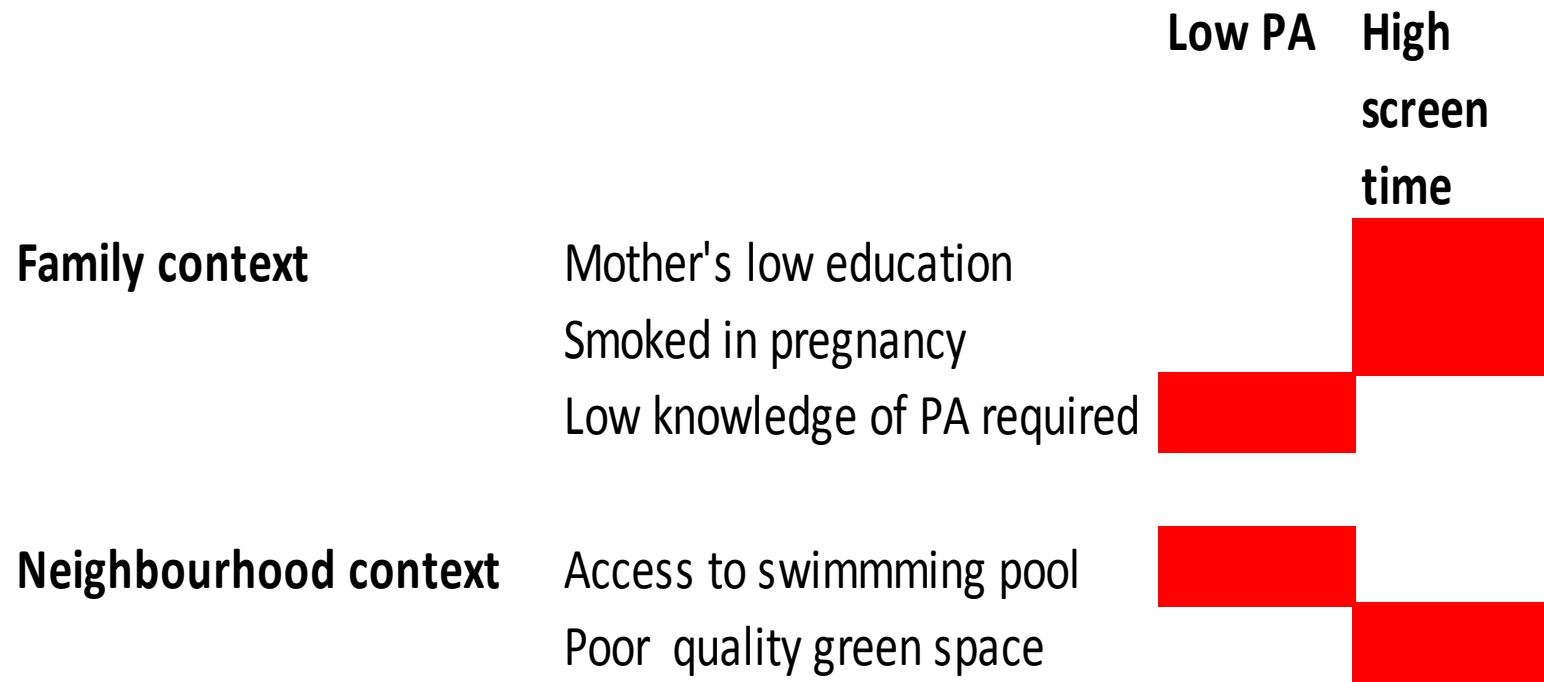 Low PA High
screen
time
Family context Mother's low education
Smoked in pregnancy
Low knowledge of PA required
Neighbourhood context Access to swimmming pool
Poor quality green space